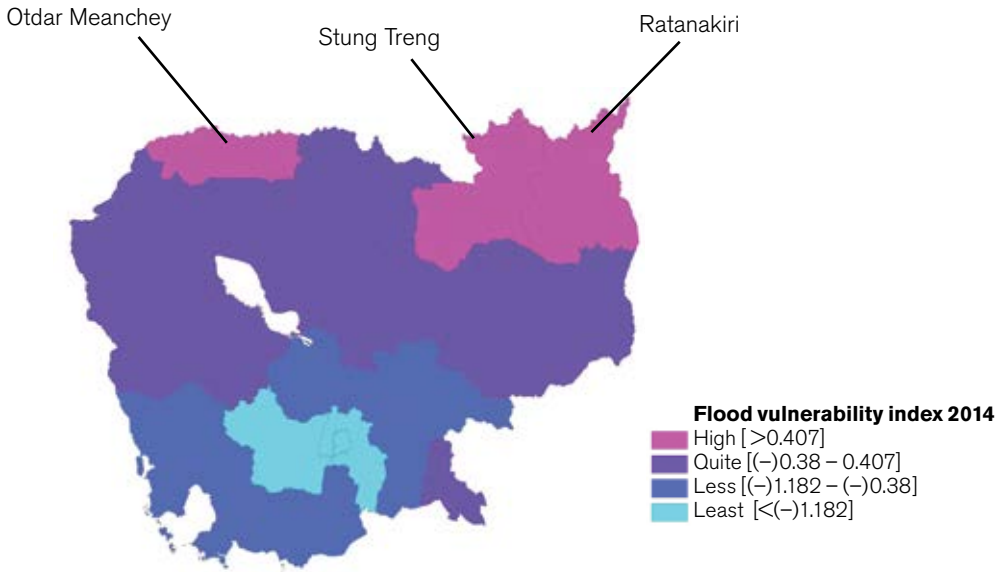 Otdar Meanchey
Stung Treng
Ratanakiri
Flood vulnerability index 2014
High [ >0.407]
Quite [(–)0.38 – 0.407]
Less [(–)1.182 – (–)0.38]
Least [<(–)1.182]